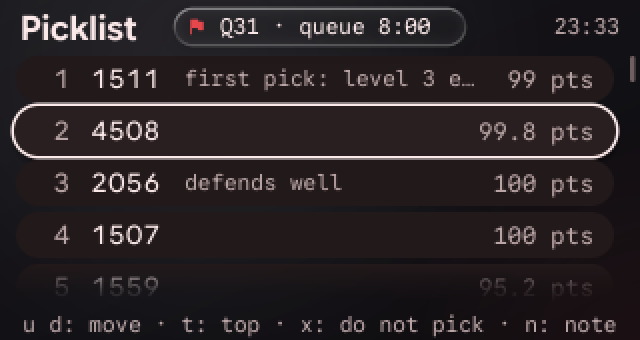 Picklist Q31 · queue 8:00 23:33
1 1511 first pick: level 3 e… 99 pts
2 4508 99.8 pts
3 2056 defends well 100 pts
4 1507 100 pts
5 1559 95.2 pts
u d: move · t: top · x: do not pick · n: note